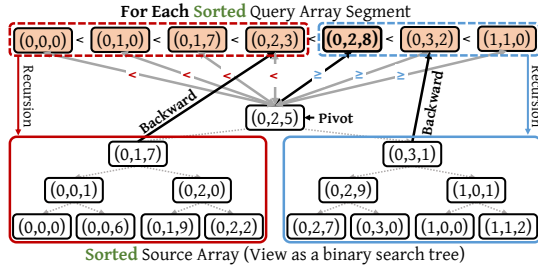 For Each Sorted Query Array Segment
(0,0,0) < (0,1,0) < (0,1,7) < (0,2,3) < (0,2,8) < (0,3,2) < (1,1,0)
< < < < ≥ ≥ ≥
Recursion
Recursion
Backward
Backward
(0,2,5) Pivot
(0,1,7) (0,3,1)
(0,0,1) (0,2,0) (0,2,9) (1,0,1)
(0,0,0) (0,0,6) (0,1,9) (0,2,2) (0,2,7) (0,3,0) (1,0,0) (1,1,2)
Sorted Source Array (View as a binary search tree)